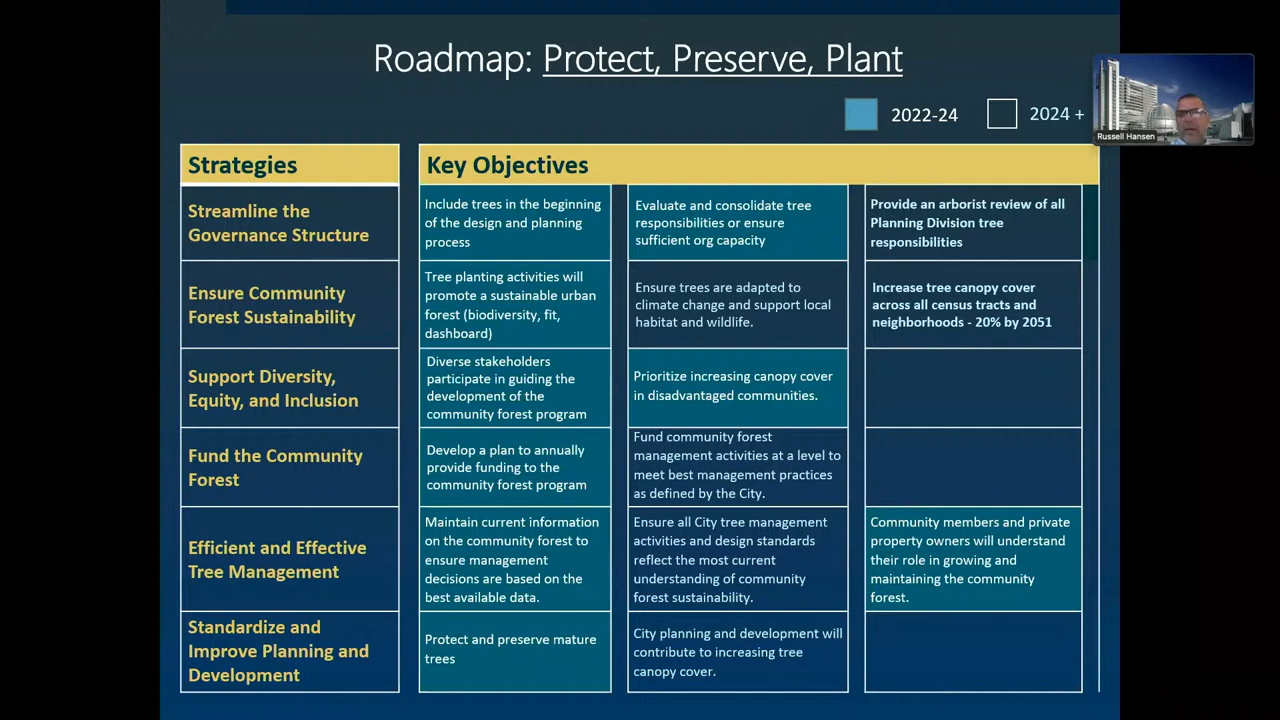 Roadmap: Protect, Preserve, Plant
2022-24
2024 +
Russell Hansen
Strategies
Key Objectives
Streamline the
Governance Structure
Include trees in the beginning
of the design and planning
process
Evaluate and consolidate tree
responsibilities or ensure
sufficient org capacity
Provide an arborist review of all
Planning Division tree
responsibilities
Ensure Community
Forest Sustainability
Tree planting activities will
promote a sustainable urban
forest (biodiversity, fit,
dashboard)
Ensure trees are adapted to
climate change and support local
habitat and wildlife.
Increase tree canopy cover
across all census tracts and
neighborhoods - 20% by 2051
Support Diversity,
Equity, and Inclusion
Diverse stakeholders
participate in guiding the
development of the
community forest program
Prioritize increasing canopy cover
in disadvantaged communities.
Fund the Community
Forest
Develop a plan to annually
provide funding to the
community forest program
Fund community forest
management activities at a level to
meet best management practices
as defined by the City.
Efficient and Effective
Tree Management
Maintain current information
on the community forest to
ensure management
decisions are based on the
best available data.
Ensure all City tree management
activities and design standards
reflect the most current
understanding of community
forest sustainability.
Community members and private
property owners will understand
their role in growing and
maintaining the community
forest.
Standardize and
Improve Planning and
Development
Protect and preserve mature
trees
City planning and development will
contribute to increasing tree
canopy cover.